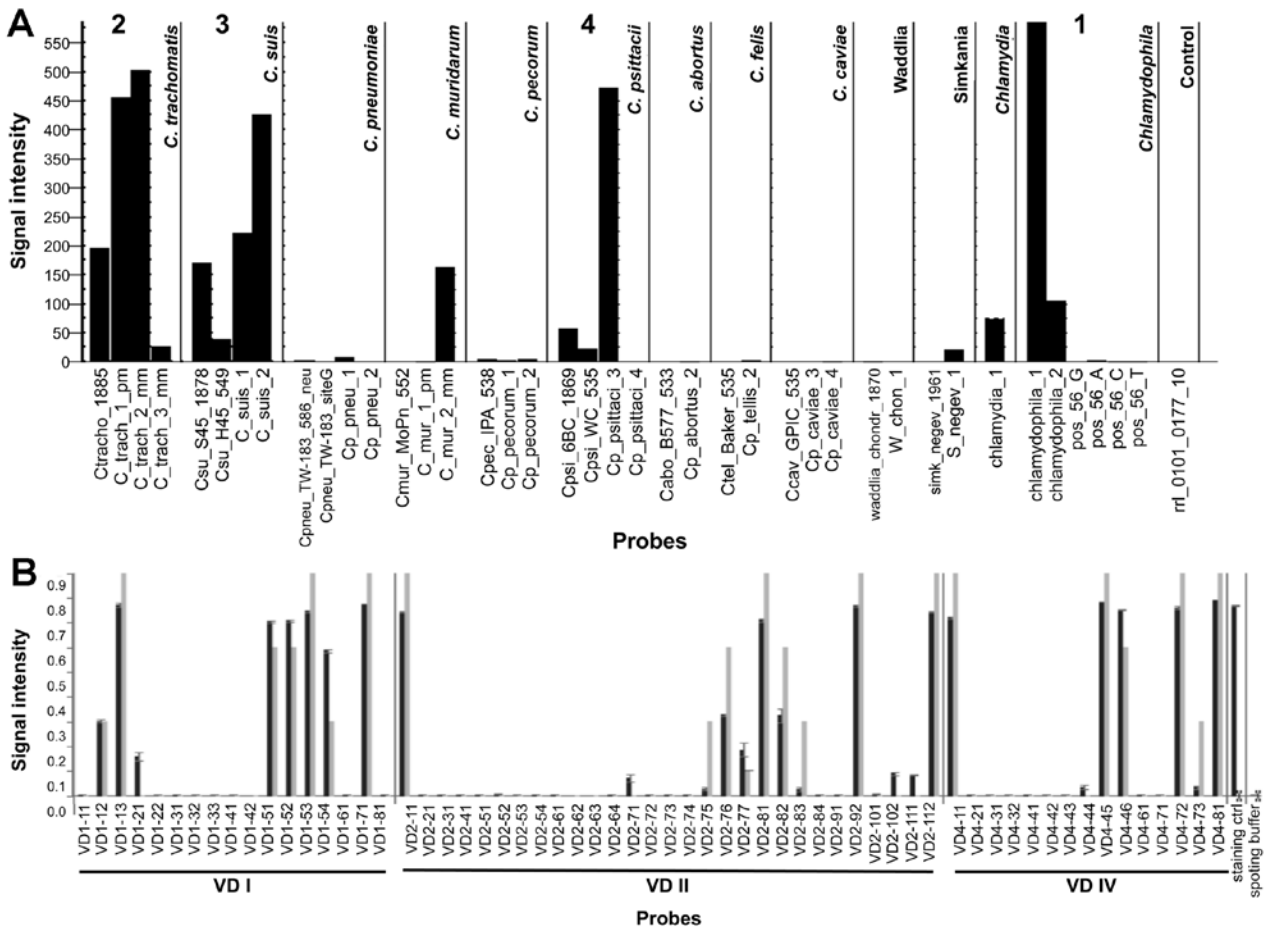 A
2
3
4
1
C. trachomatis
C. suis
C. pneumoniae
C. muridarum
C. pecorum
C. psittacii
C. abortus
C. felis
C. caviae
Waddlia
Simkania
Chlamydia
Chlamydophila
Control
Signal intensity
550
500
450
400
350
300
250
200
150
100
50
0
Ctracho_1885
C_trach_1_pm
C_trach_2_mm
C_trach_3_mm
Csu_S45_1878
Csu_H45_549
C_suis_1
C_suis_2
Cpneu_TW-183_586_neu
Cpneu_TW-183_siteG
Cp_pneu_1
Cp_pneu_2
Cmur_MoPn_552
C_mur_1_pm
C_mur_2_mm
Cpec_IPA_538
Cp_pecorum_1
Cp_pecorum_2
Cpsi_6BC_1869
Cpsi_WC_535
Cp_psittaci_3
C_psittaci_4
Cabo_B577_533
Cp_abortus_2
Ctel_Baker_535
Cp_tellis_2
Ccav_GPIC_535
Cp_caviae_3
Cp_caviae_4
waddlia_chondr_1870
W_chon_1
simk_negev_1961
S_negev_1
chlamydia_1
chlamydophila_1
chlamydophila_2
pos_56_G
pos_56_A
pos_56_C
pos_56_T
rrl_0101_0177_10
Probes
B
Signal intensity
0.9
0.8
0.7
0.6
0.5
0.4
0.3
0.2
0.1
0.0
VD1-11
VD1-12
VD1-13
VD1-21
VD1-22
VD1-31
VD1-32
VD1-33
VD1-41
VD1-42
VD1-51
VD1-52
VD1-53
VD1-54
VD1-61
VD1-71
VD1-81
VD2-11
VD2-21
VD2-31
VD2-41
VD2-51
VD2-52
VD2-53
VD2-54
VD2-61
VD2-62
VD2-63
VD2-64
VD2-71
VD2-72
VD2-73
VD2-74
VD2-75
VD2-76
VD2-77
VD2-81
VD2-82
VD2-83
VD2-84
VD2-91
VD2-92
VD2-101
VD2-102
VD2-111
VD2-112
VD4-11
VD4-21
VD4-31
VD4-32
VD4-41
VD4-42
VD4-43
VD4-444
VD4-45
VD4-46
VD4-61
VD4-71
VD4-72
VD4-73
VD4-81
staining ctrl*
spoting buffer*
VD I
VD II
VD IV
Probes